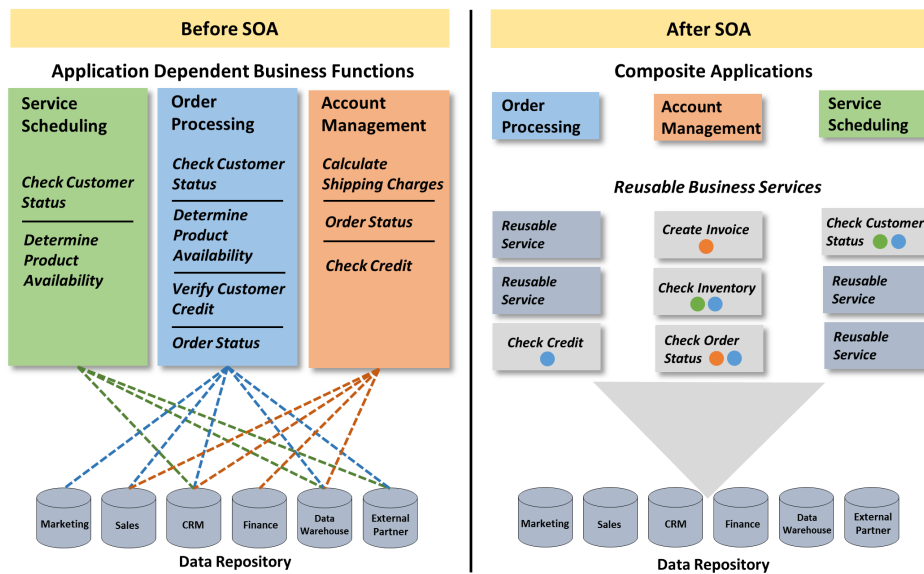 Before SOA
Application Dependent Business Functions
Service
Scheduling
Check Customer
Status
Determine
Product
Availability
Order
Processing
Check Customer
Status
Determine
Product
Availability
Verify Customer
Credit
Order Status
Account
Management
Calculate
Shipping Charges
Order Status
Check Credit
Marketing
Sales
CRM
Finance
Data
Warehouse
External
Partner
Data Repository
After SOA
Composite Applications
Order
Processing
Account
Management
Service
Scheduling
Reusable Business Services
Reusable
Service
Create Invoice
Check Customer
Status
Reusable
Service
Check Inventory
Reusable
Service
Check Credit
Check Order
Status
Reusable
Service
Marketing
Sales
CRM
Finance
Data
Warehouse
External
Partner
Data Repository